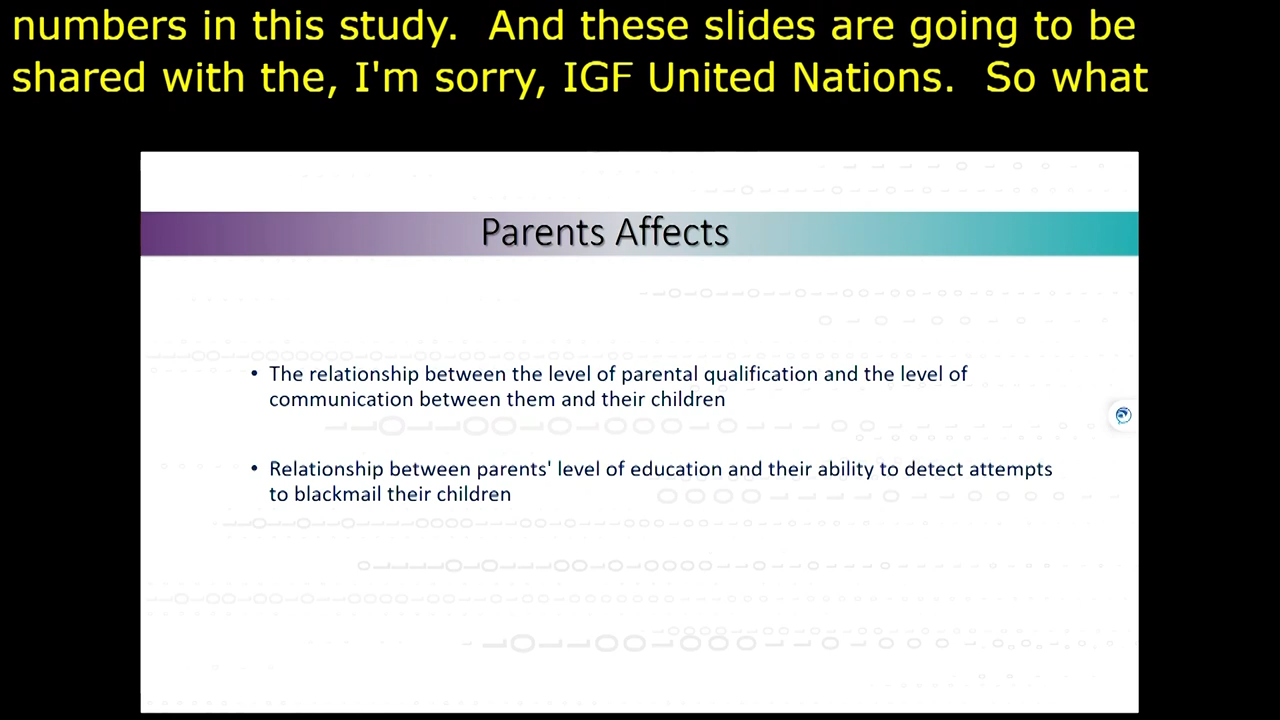 numbers in this study.  And these slides are going to be
shared with the, I'm sorry, IGF United Nations.  So what
Parents Affects
• The relationship between the level of parental qualification and the level of
communication between them and their children
• Relationship between parents' level of education and their ability to detect attempts
to blackmail their children